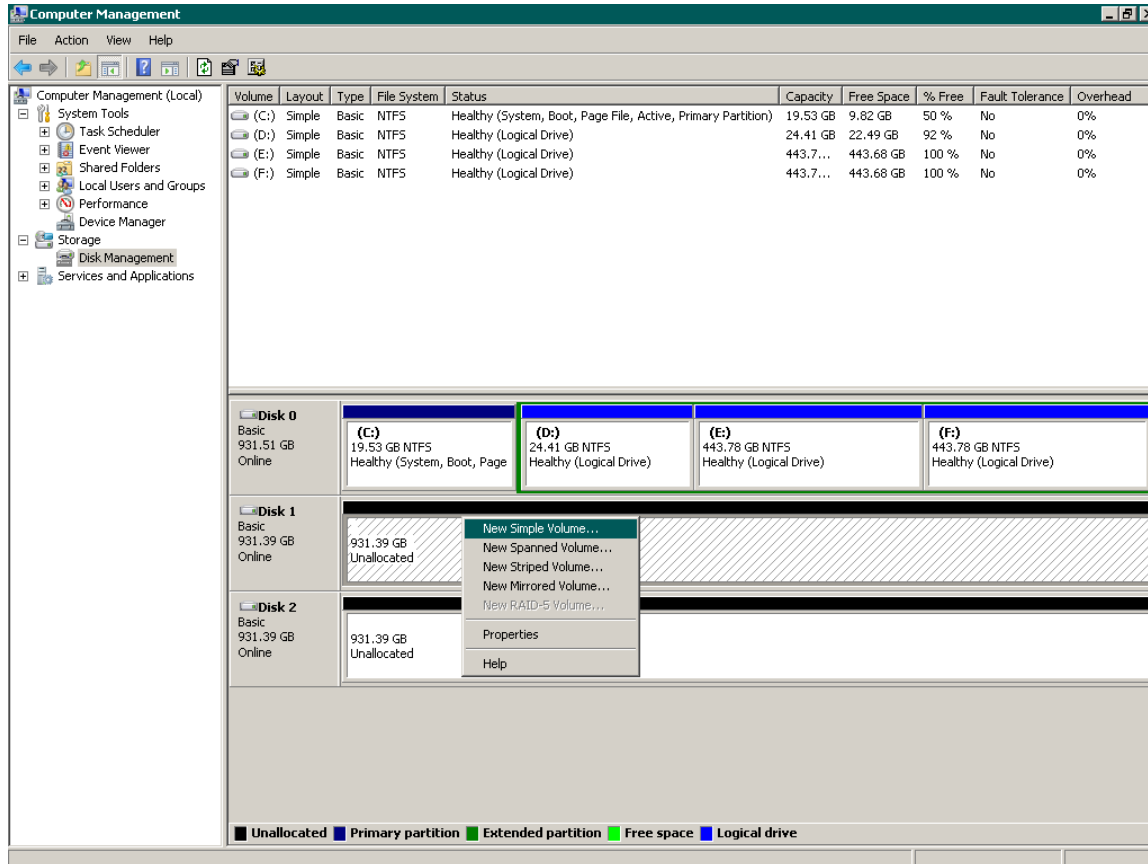 Computer Management
File Action View Help
Computer Management (Local)
System Tools
Task Scheduler
Event Viewer
Shared Folders
Local Users and Groups
Performance
Device Manager
Storage
Disk Management
Services and Applications
Volume Layout Type File System Status Capacity Free Space % Free Fault Tolerance Overhead
(C:) Simple Basic NTFS Healthy (System, Boot, Page File, Active, Primary Partition) 19.53 GB 9.82 GB 50 % No 0%
(D:) Simple Basic NTFS Healthy (Logical Drive) 24.41 GB 22.49 GB 92 % No 0%
(E:) Simple Basic NTFS Healthy (Logical Drive) 443.7... 443.68 GB 100 % No 0%
(F:) Simple Basic NTFS Healthy (Logical Drive) 443.7... 443.68 GB 100 % No 0%
Disk 0
Basic
931.51 GB
Online
(C:)
19.53 GB NTFS
Healthy (System, Boot, Page
(D:)
24.41 GB NTFS
Healthy (Logical Drive)
(E:)
443.78 GB NTFS
Healthy (Logical Drive)
(F:)
443.78 GB NTFS
Healthy (Logical Drive)
Disk 1
Basic
931.39 GB
Online
931.39 GB
Unallocated
New Simple Volume...
New Spanned Volume...
New Striped Volume...
New Mirrored Volume...
New RAID-5 Volume...
Properties
Help
Disk 2
Basic
931.39 GB
Online
931.39 GB
Unallocated
Unallocated Primary partition Extended partition Free space Logical drive